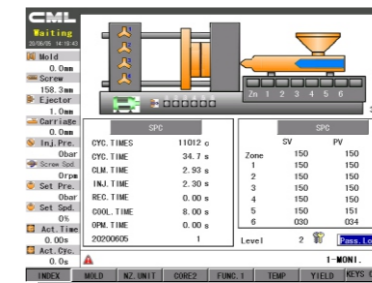 CML
Waiting
Mold
0.0mm
Screw
158.3mm
Ejector
1.0mm
Carriage
0.0mm
Inj.Pre.
0bar
Screw Spd.
0rpm
Set Pre.
0bar
Set Spd.
0%
Act.Time
0.00s
Act.Cyc.
0.0s
Zn 1 2 3 4 5 6
SPC
CYC.TIMES 11012 c
CYC.TIME 34.7 s
CLM.TIME 2.93 s
INJ.TIME 2.30 s
REC.TIME 0.00 s
COOL.TIME 8.00 s
OPM.TIME 0.00 s
20200605 1
SPC
SV PV
Zone 150 150
1 150 150
2 150 150
3 150 150
4 150 150
5 150 151
6 030 034
Level 2 Pass.Lo
1-MONI.
INDEX MOLD NZ.UNIT CORE2 FUNC.1 TEMP YIELD KEYS